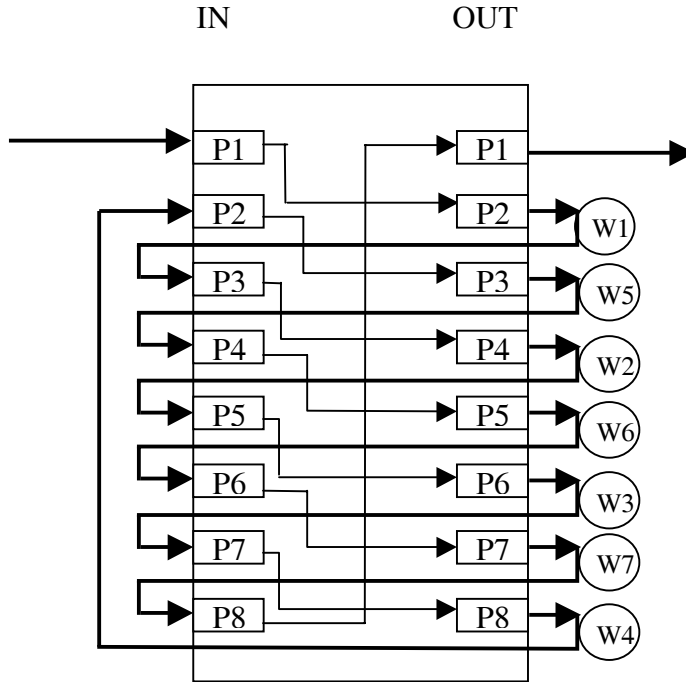 IN OUT
P1 P1
P2 P2 W1
P3 P3 W5
P4 P4 W2
P5 P5 W6
P6 P6 W3
P7 P7 W7
P8 P8 W4